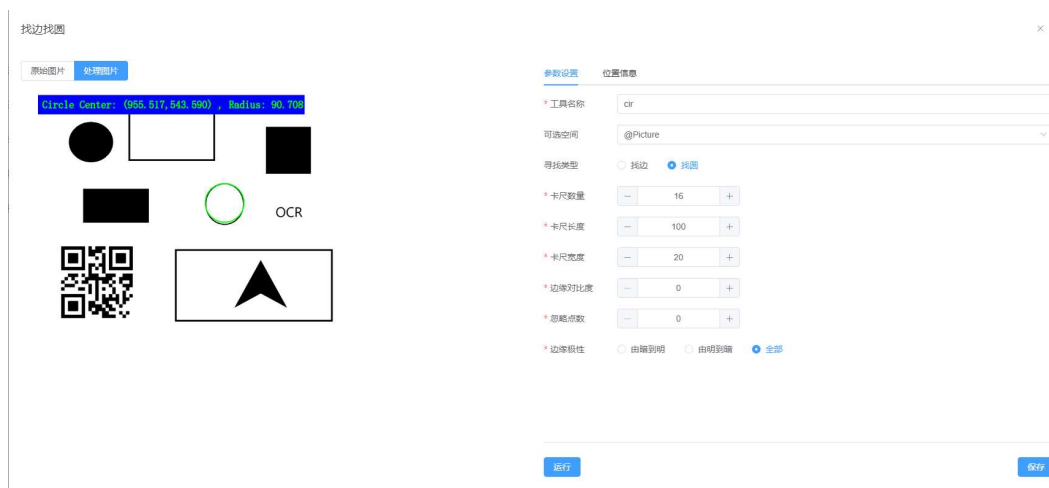 找边找圆
×
原始图片 处理图片
Circle Center: (955.517,543.590) , Radius: 90.708
OCR
参数设置 位置信息
* 工具名称 cir
可选空间 @Picture
寻找类型 找边 找圆
* 卡尺数量 − 16 +
* 卡尺长度 − 100 +
* 卡尺宽度 − 20 +
* 边缘对比度 − 0 +
* 忽略点数 − 0 +
* 边缘极性 由暗到明 由明到暗 全部
运行 保存